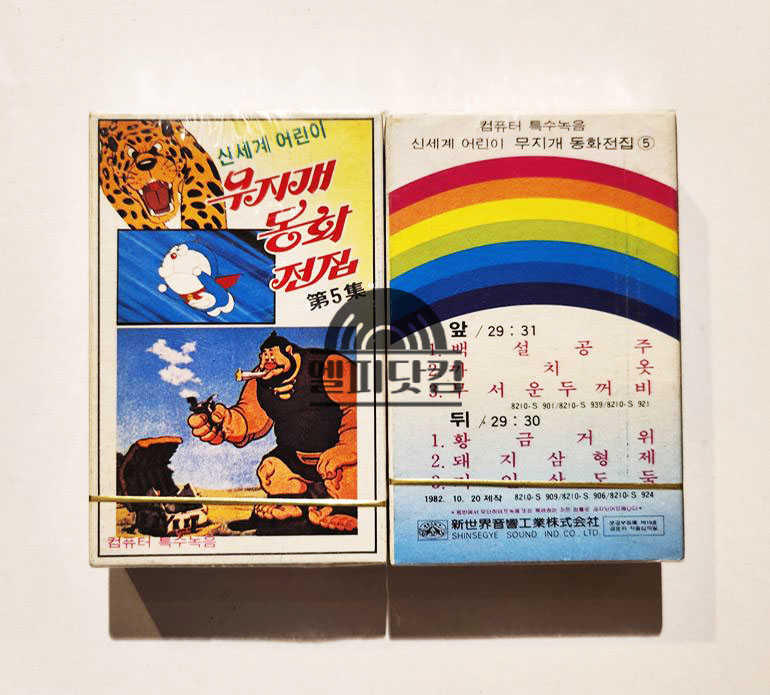 신세계 어린이
무지개
동화
전집
第5集
컴퓨터 특수녹음
컴퓨터 특수녹음
신세계 어린이 무지개 동화전집 ⑤
앞 / 29 : 31
1. 백설공주
2. 치옷
3. 무서운두꺼비
8210-S 901/8210-S 939/8210-S 921
뒤 / 29 : 30
1. 황금거위
2. 돼지삼형제
3. 도둑
1982. 10. 20 제작 8210-S 909/8210-S 906/8210-S 924
新世界音響工業株式会社
SHINSEGYE SOUND IND. CO., LTD
엘피닷컴